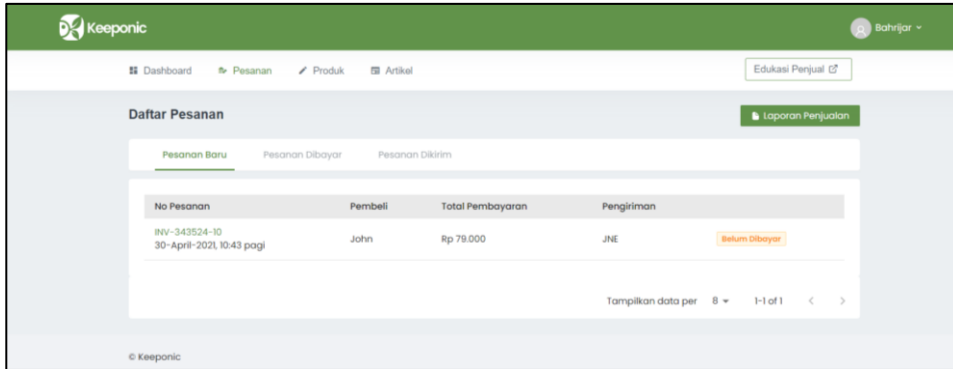 Keeponic
Bahrijar
Dashboard Pesanan Produk Artikel Edukasi Penjual
Daftar Pesanan Laporan Penjualan
Pesanan Baru Pesanan Dibayar Pesanan Dikirim
No Pesanan Pembeli Total Pembayaran Pengiriman
INV-343524-10
30-April-2021, 10:43 pagi John Rp 79.000 JNE Belum Dibayar
Tampilkan data per 8 1-1 of 1 < >
© Keeponic